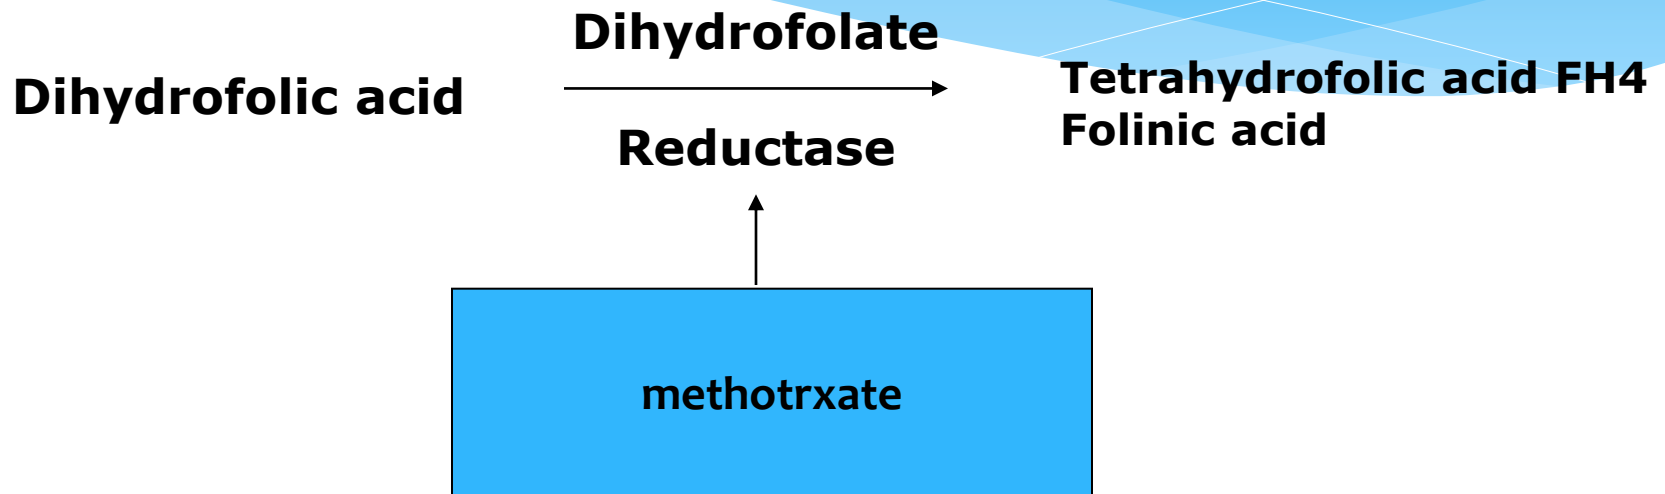 Dihydrofolic acid
Dihydrofolate
Reductase
Tetrahydrofolic acid FH4
Folinic acid
methotrxate